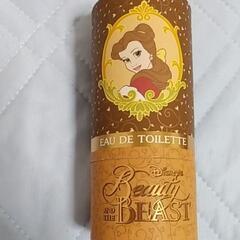 EAU DE TOILETTE
Disney's
Beauty
AND THE
BEAST